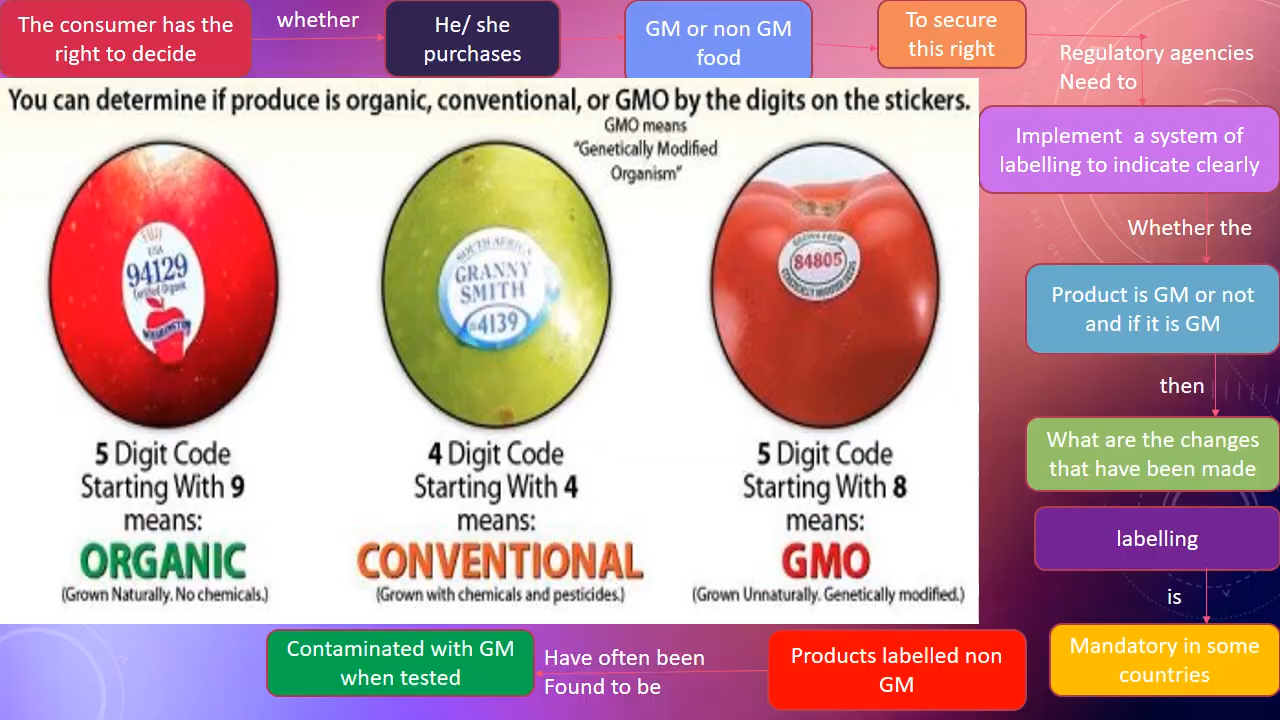 The consumer has the
right to decide
whether
He/ she
purchases
GM or non GM
food
To secure
this right
Regulatory agencies
Need to
Implement  a system of
labelling to indicate clearly
Whether the
Product is GM or not
and if it is GM
then
What are the changes
that have been made
labelling
is
Mandatory in some
countries
You can determine if produce is organic, conventional, or GMO by the digits on the stickers.
GMO means
"Genetically Modified
Organism"
FUJI
USA
94129
Certified Organic
WASHINGTON
5 Digit Code
Starting With 9
means:
ORGANIC
(Grown Naturally. No chemicals.)
SOUTH AFRICA
GRANNY
SMITH
4139
4 Digit Code
Starting With 4
means:
CONVENTIONAL
(Grown with chemicals and pesticides.)
84805
5 Digit Code
Starting With 8
means:
GMO
(Grown Unnaturally. Genetically modified.)
Products labelled non
GM
Have often been
Found to be
Contaminated with GM
when tested